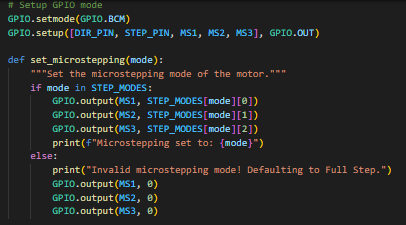 # Setup GPIO mode
GPIO.setmode(GPIO.BCM)
GPIO.setup([DIR_PIN, STEP_PIN, MS1, MS2, MS3], GPIO.OUT)

def set_microstepping(mode):
    """Set the microstepping mode of the motor."""
    if mode in STEP_MODES:
        GPIO.output(MS1, STEP_MODES[mode][0])
        GPIO.output(MS2, STEP_MODES[mode][1])
        GPIO.output(MS3, STEP_MODES[mode][2])
        print(f"Microstepping set to: {mode}")
    else:
        print("Invalid microstepping mode! Defaulting to Full Step.")
        GPIO.output(MS1, 0)
        GPIO.output(MS2, 0)
        GPIO.output(MS3, 0)